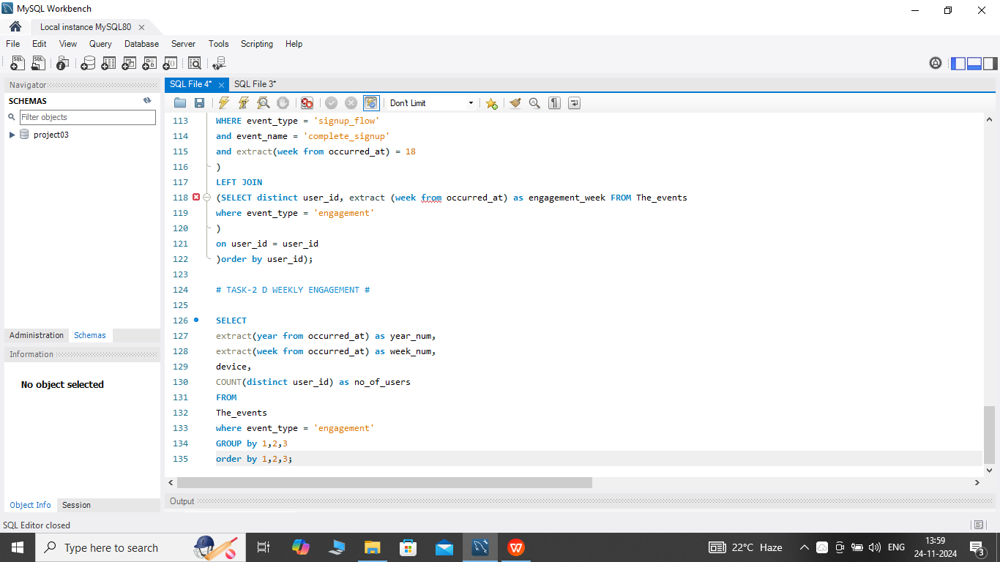 MySQL Workbench
Local instance MySQL80
File Edit View Query Database Server Tools Scripting Help
Navigator
SCHEMAS
Filter objects
project03
Administration Schemas
Information
No object selected
Object Info Session
SQL File 4* SQL File 3*
Don't Limit
113 WHERE event_type = 'signup_flow'
114 and event_name = 'complete_signup'
115 and extract(week from occurred_at) = 18
116 )
117 LEFT JOIN
118 (SELECT distinct user_id, extract (week from occurred_at) as engagement_week FROM The_events
119 where event_type = 'engagement'
120 )
121 on user_id = user_id
122 )order by user_id);
123
124 # TASK-2 D WEEKLY ENGAGEMENT #
125
126 SELECT
127 extract(year from occurred_at) as year_num,
128 extract(week from occurred_at) as week_num,
129 device,
130 COUNT(distinct user_id) as no_of_users
131 FROM
132 The_events
133 where event_type = 'engagement'
134 GROUP by 1,2,3
135 order by 1,2,3;
Output
SQL Editor closed
Type here to search
22°C Haze
ENG
13:59
24-11-2024
3